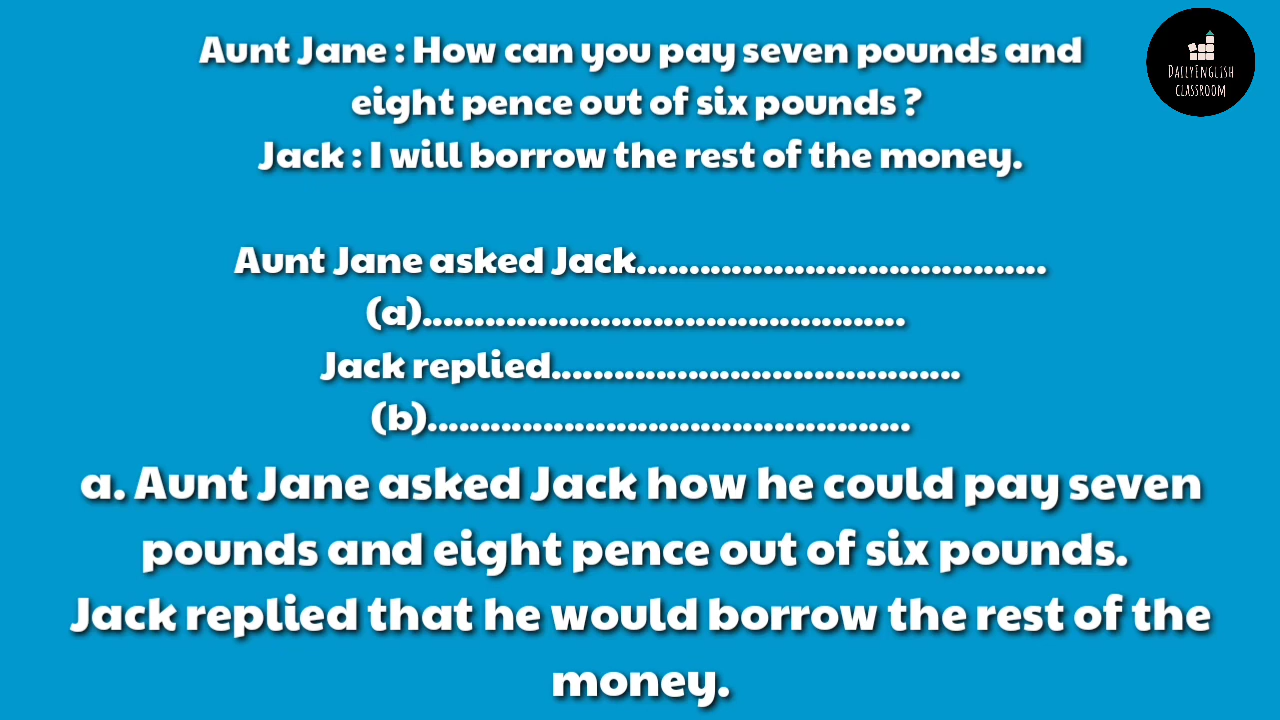 Aunt Jane : How can you pay seven pounds and
eight pence out of six pounds ?
Jack : I will borrow the rest of the money.
Aunt Jane asked Jack.......................................
(a)..............................................
Jack replied.......................................
(b)..............................................
a. Aunt Jane asked Jack how he could pay seven
pounds and eight pence out of six pounds.
Jack replied that he would borrow the rest of the
money.
DailyEnglish
Classroom